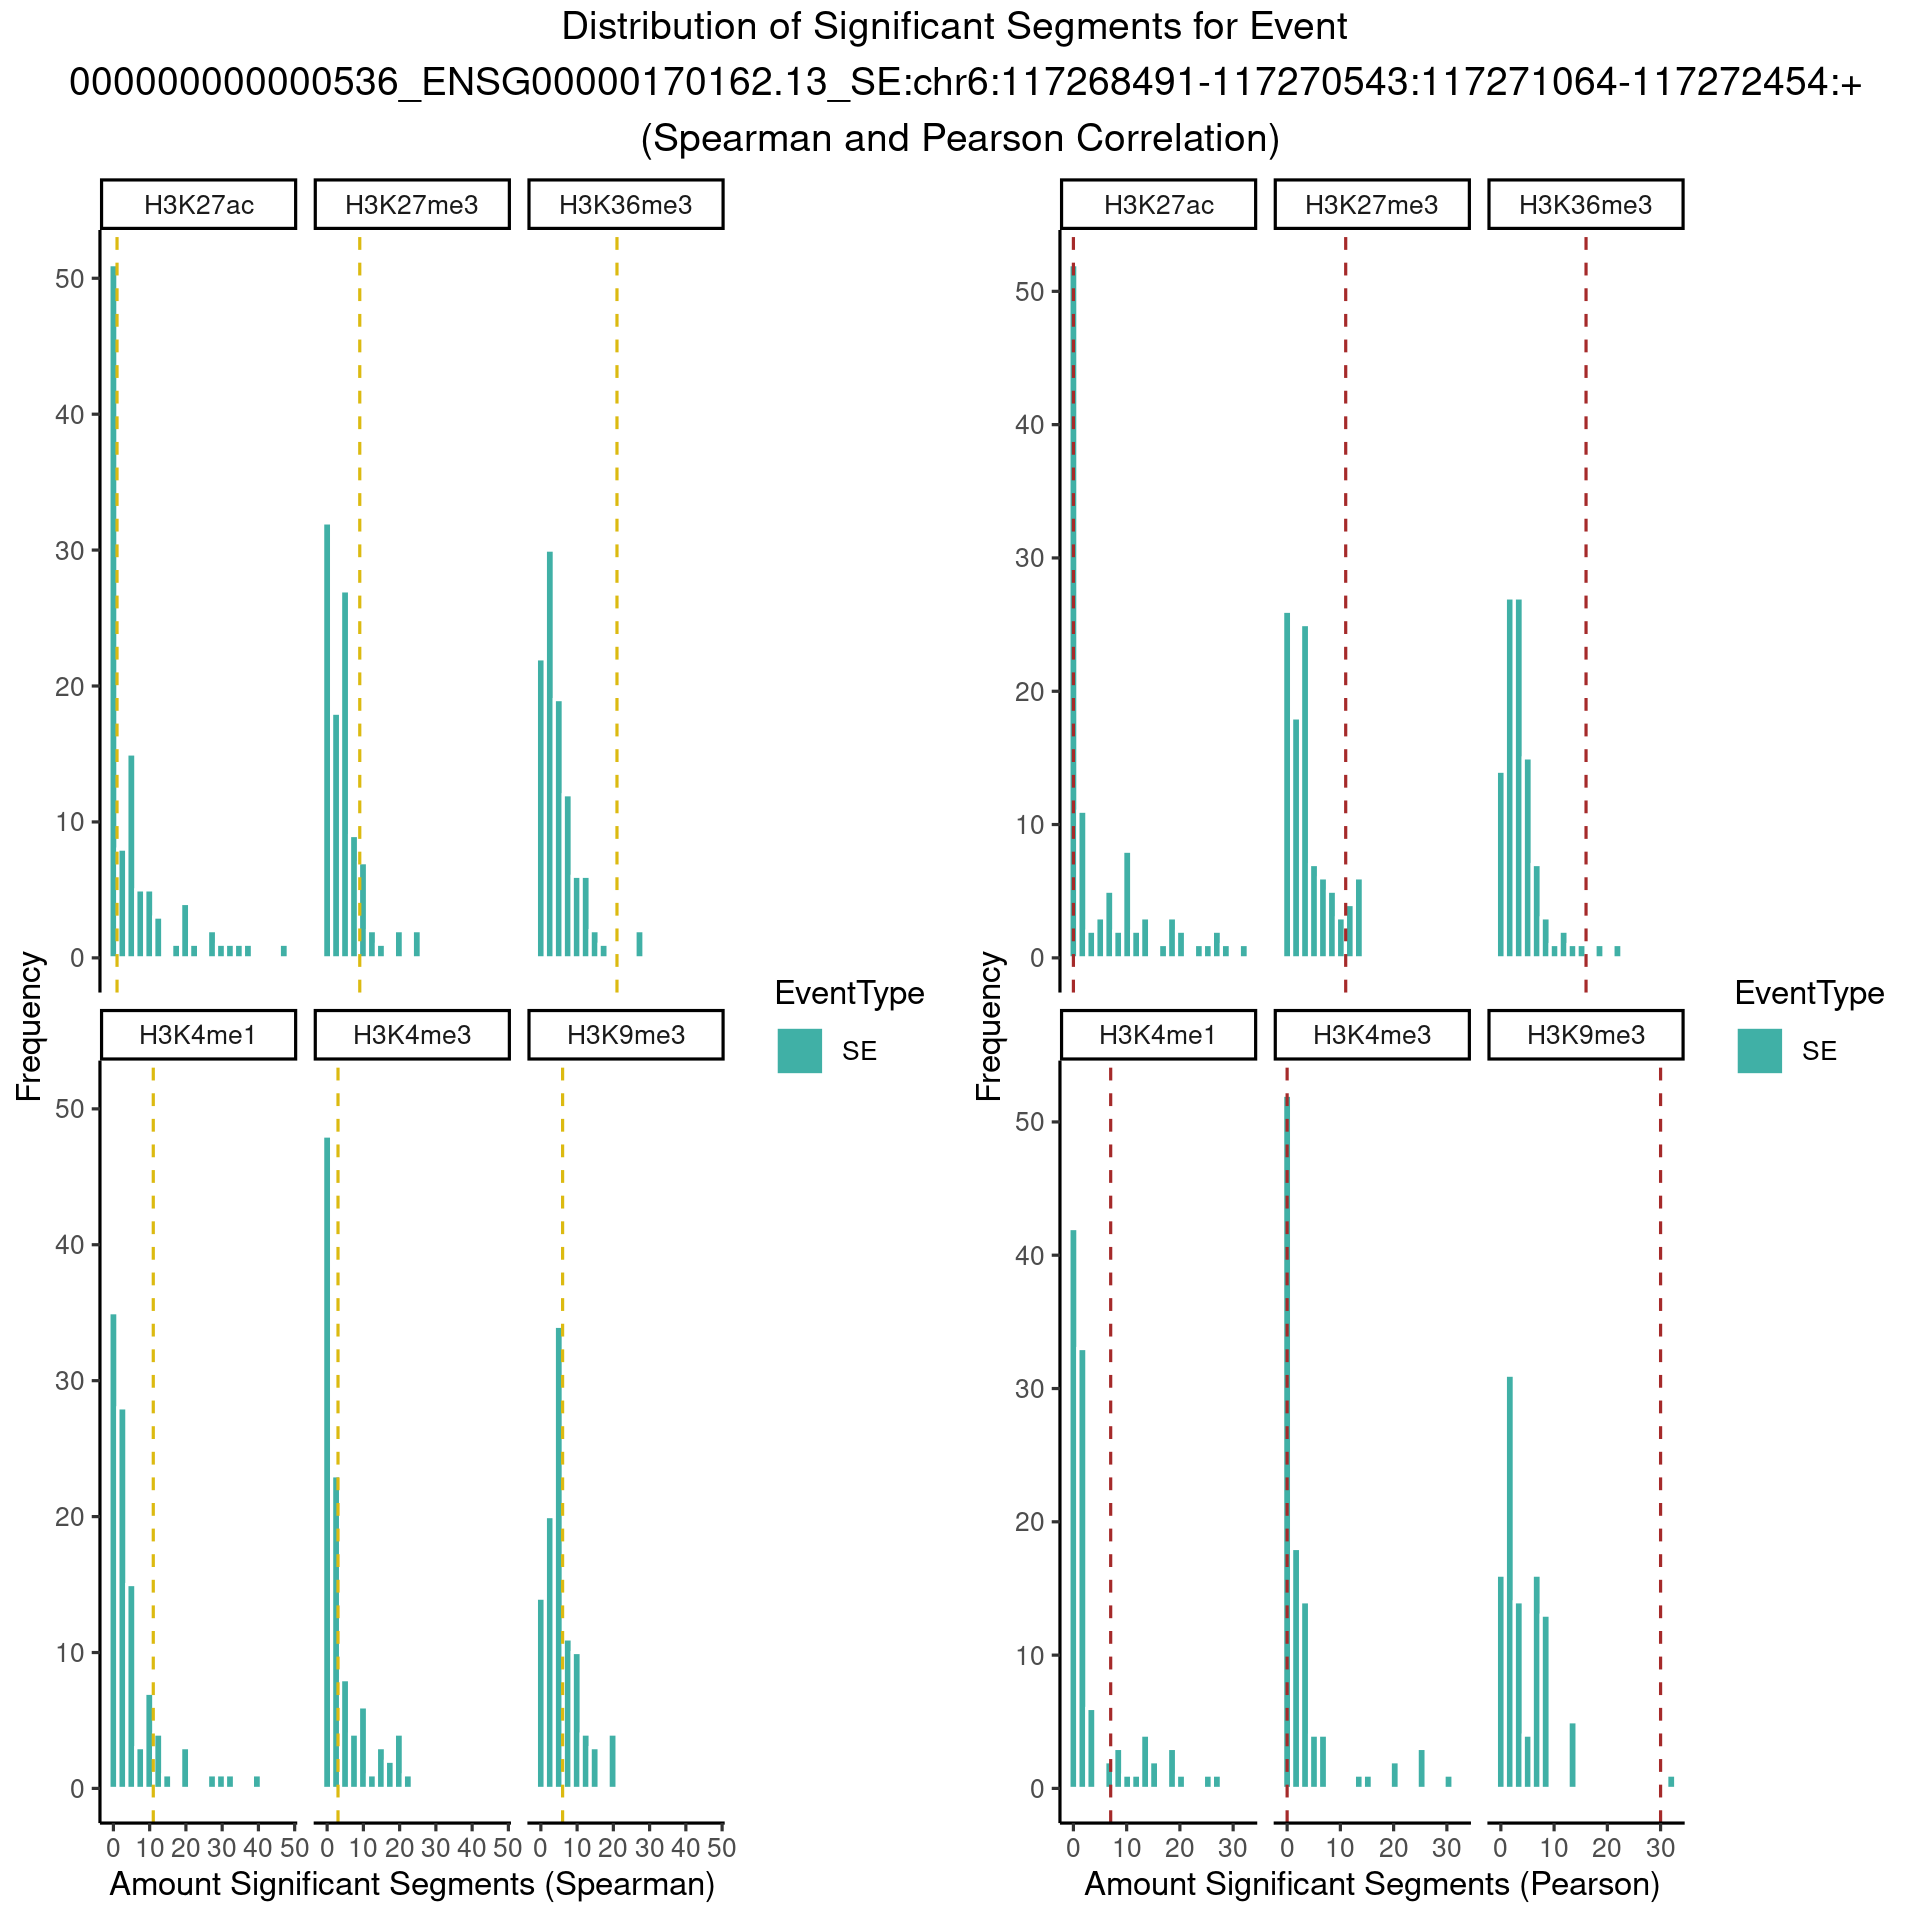 Distribution of Significant Segments for Event
000000000000536_ENSG00000170162.13_SE:chr6:117268491-117270543:117271064-117272454:+
(Spearman and Pearson Correlation)
H3K27ac H3K27me3 H3K36me3
50
40
30
20
10
0
H3K4me1 H3K4me3 H3K9me3
50
40
30
20
10
0
0 10 20 30 40 50 0 10 20 30 40 50 0 10 20 30 40 50
Amount Significant Segments (Spearman)
Frequency
EventType
SE
H3K27ac H3K27me3 H3K36me3
50
40
30
20
10
0
H3K4me1 H3K4me3 H3K9me3
50
40
30
20
10
0
0 10 20 30 0 10 20 30 0 10 20 30
Amount Significant Segments (Pearson)
Frequency
EventType
SE